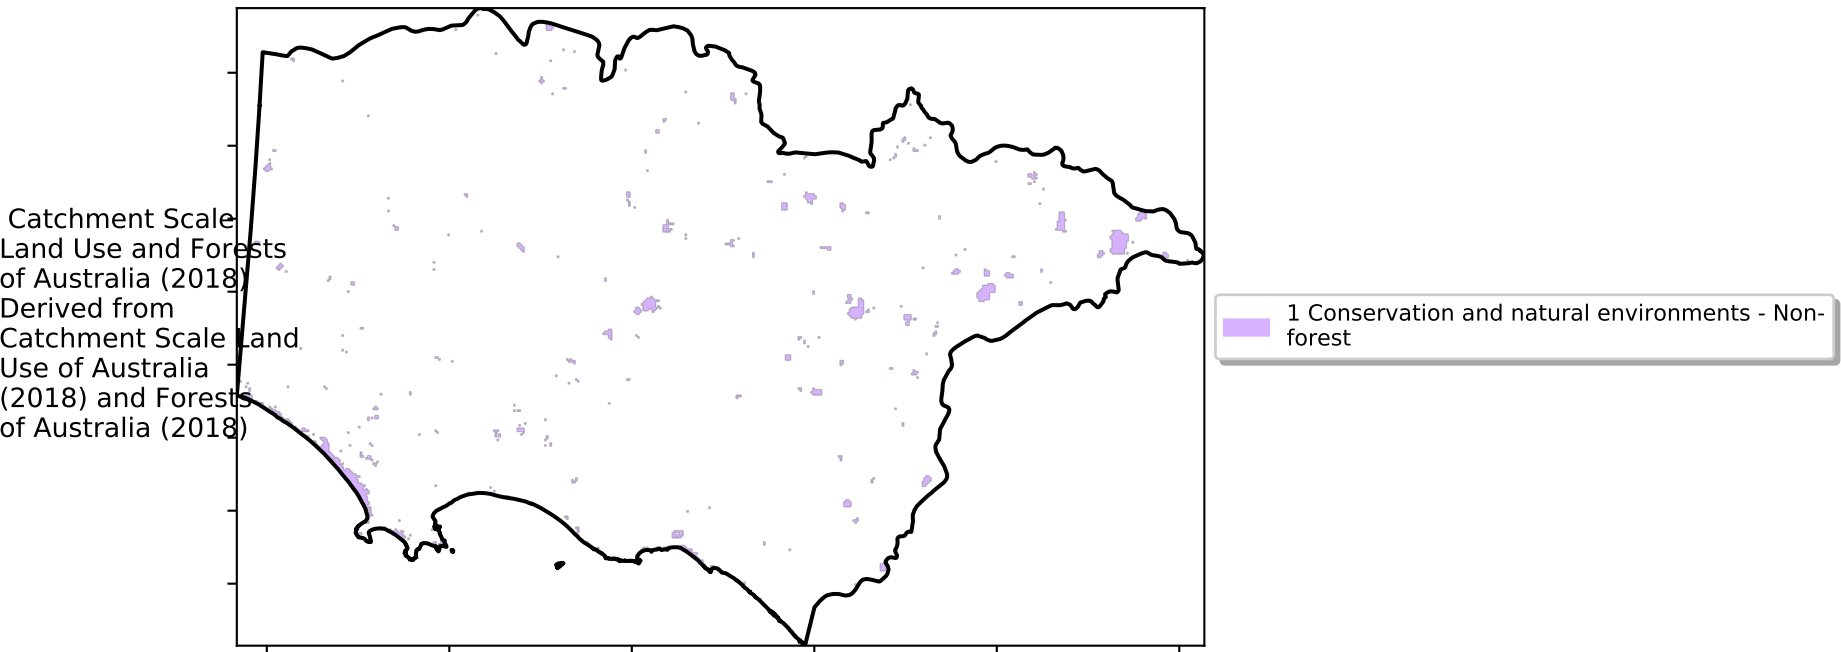 Catchment Scale
Land Use and Forests
of Australia (2018)
Derived from
Catchment Scale Land
Use of Australia
(2018) and Forests
of Australia (2018)
1 Conservation and natural environments - Non-
forest